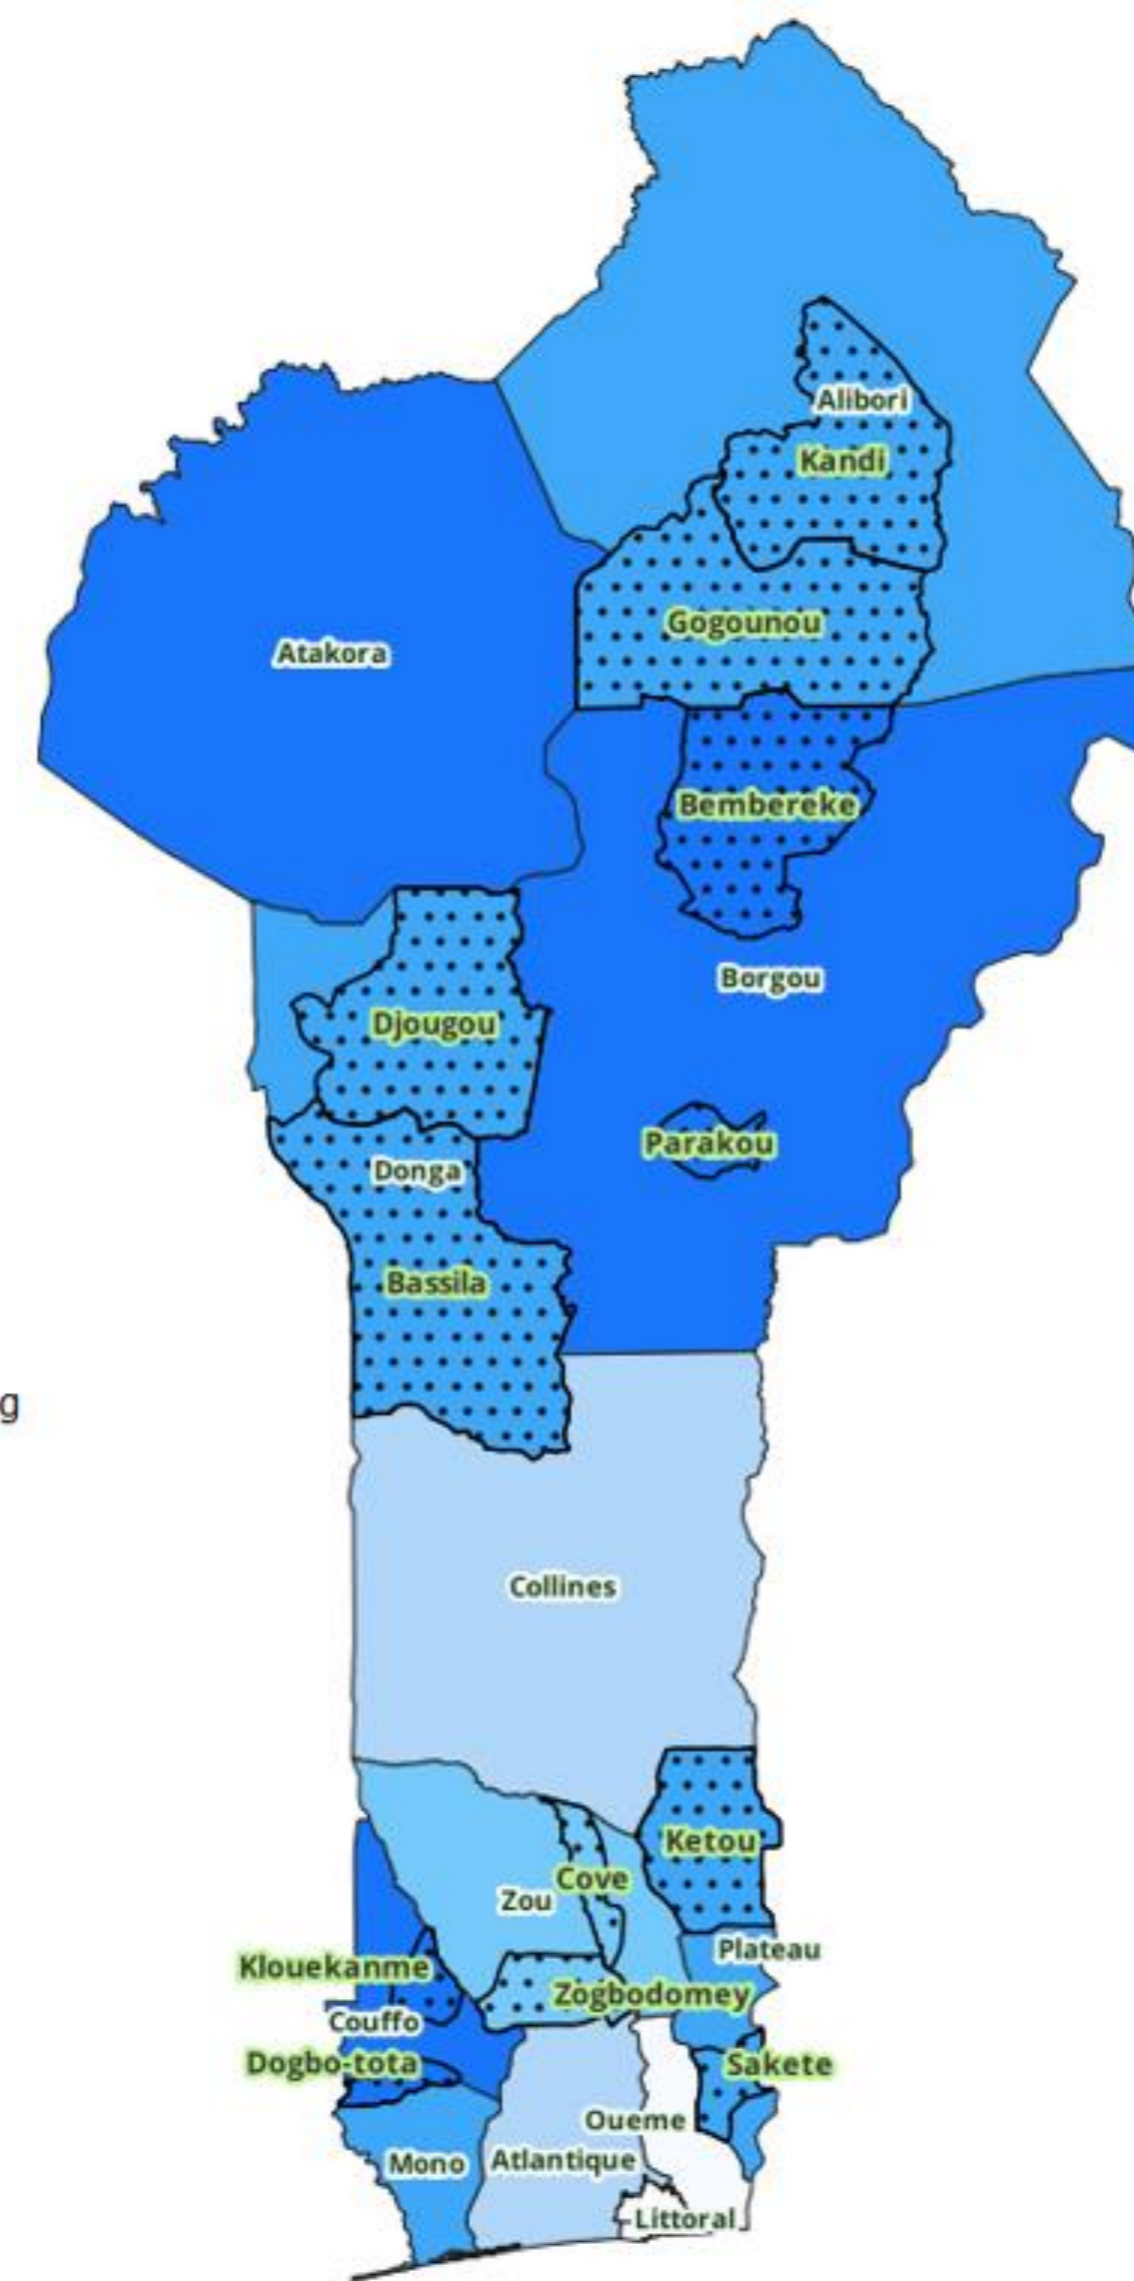 Alibori
Kandi
Gogounou
Atakora
Bembereke
Borgou
Djougou
Parakou
Donga
Bassila
g
Collines
Ketou
Cove
Zou
Plateau
Klouekanme
Zogbodomey
Couffo
Dogbo-tota
Sakete
Oueme
Mono
Atlantique
Littoral